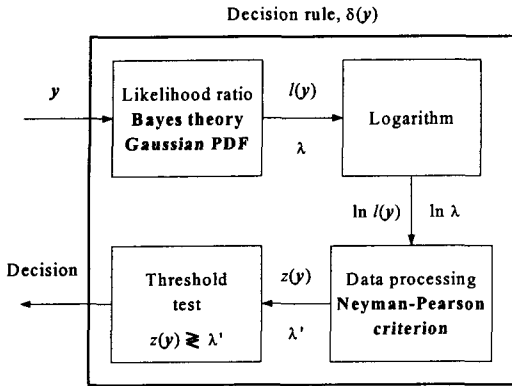 Decision rule, δ(y)
y
Likelihood ratio
Bayes theory
Gaussian PDF
l(y)
λ
Logarithm
ln l(y)
ln λ
Decision
Threshold
test
z(y) ≷ λ'
z(y)
λ'
Data processing
Neyman-Pearson
criterion